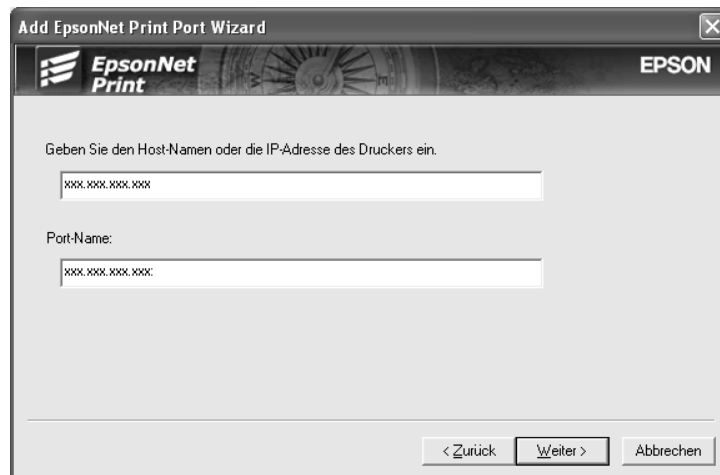 Add EpsonNet Print Port Wizard
EpsonNet
Print
EPSON
Geben Sie den Host-Namen oder die IP-Adresse des Druckers ein.
xxx.xxx.xxx.xxx
Port-Name:
xxx.xxx.xxx.xxx:
< Zurück Weiter > Abbrechen